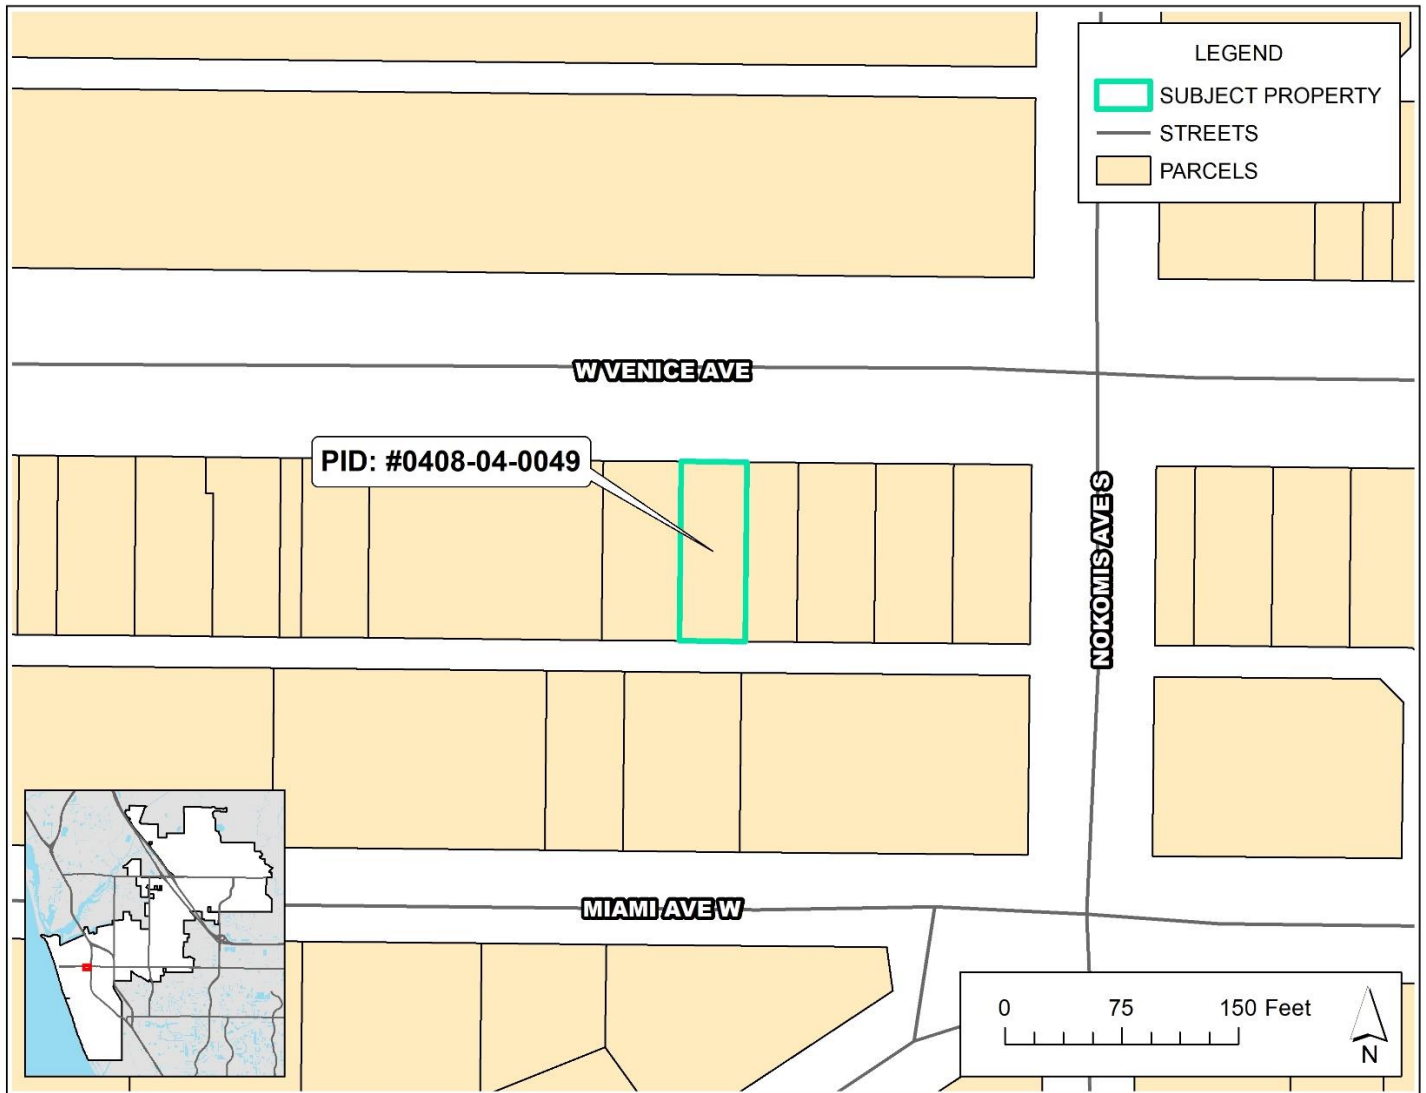 LEGEND
SUBJECT PROPERTY
STREETS
PARCELS
W VENICE AVE
PID: #0408-04-0049
NOKOMIS AVE S
MIAMI AVE W
0 75 150 Feet
N